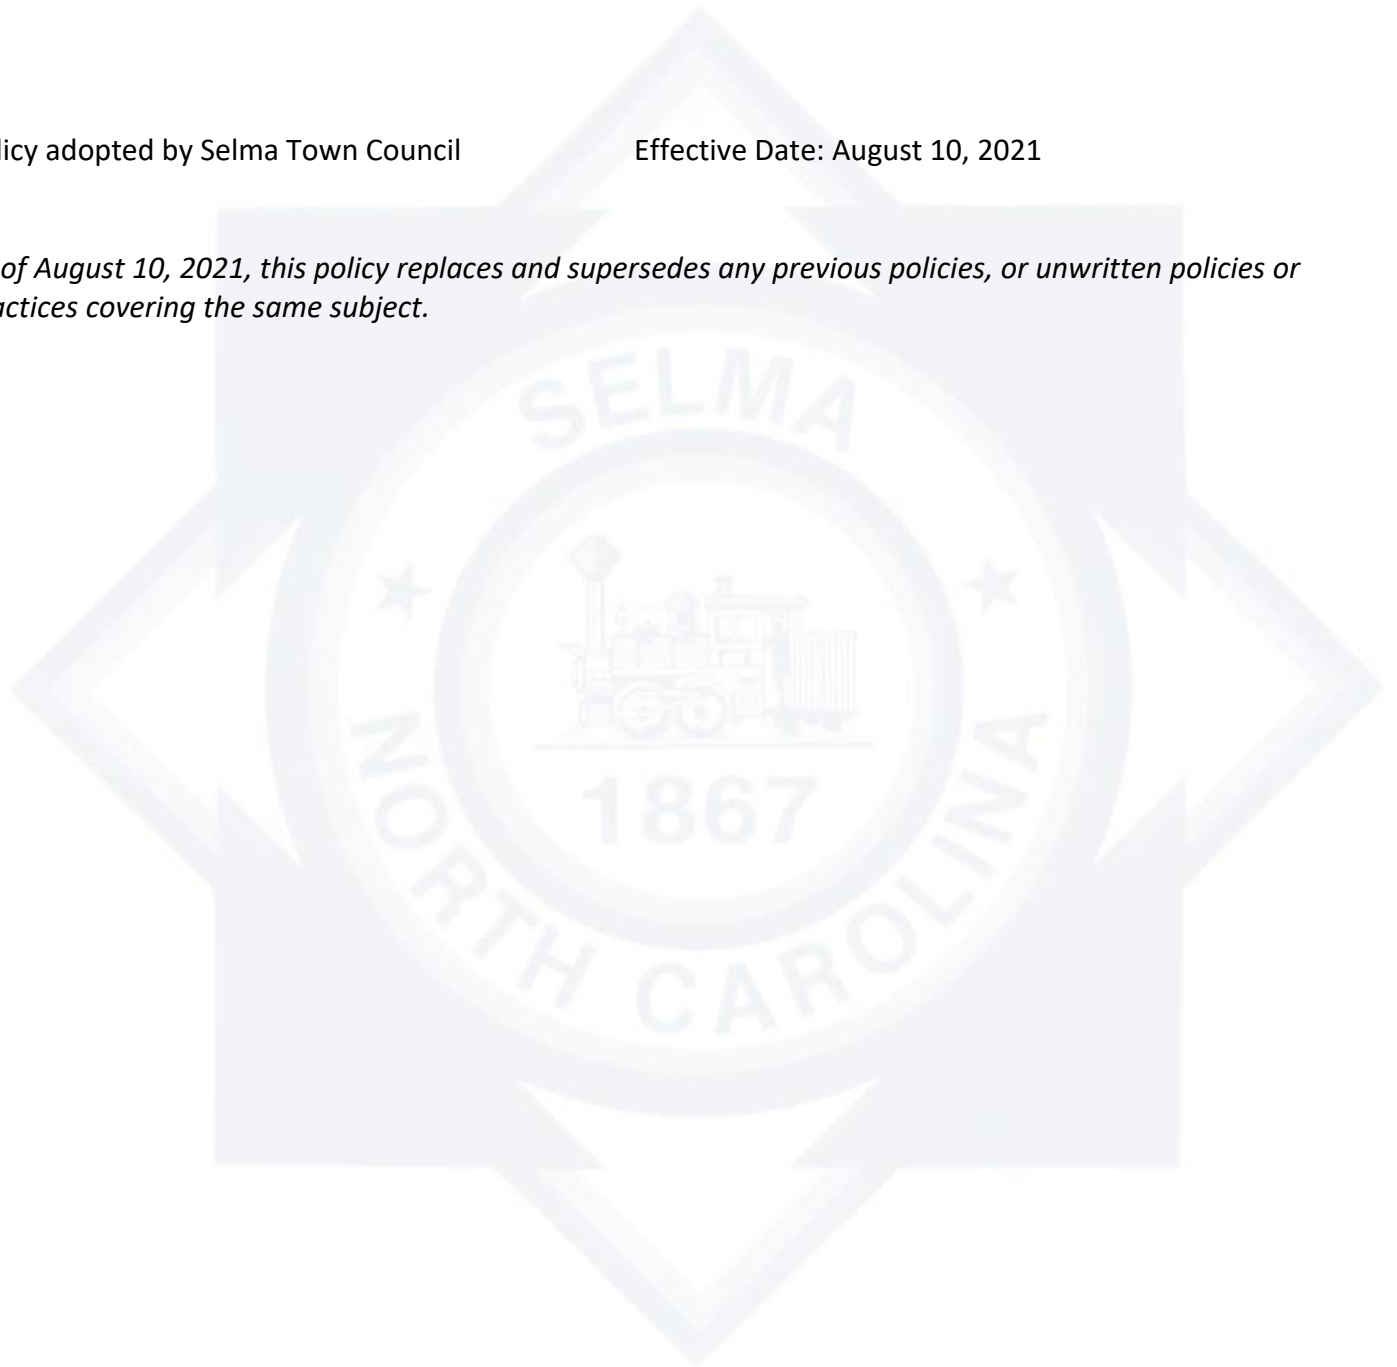 licy adopted by Selma Town Council Effective Date: August 10, 2021
of August 10, 2021, this policy replaces and supersedes any previous policies, or unwritten policies or
actices covering the same subject.
SELMA
1867
NORTH CAROLINA